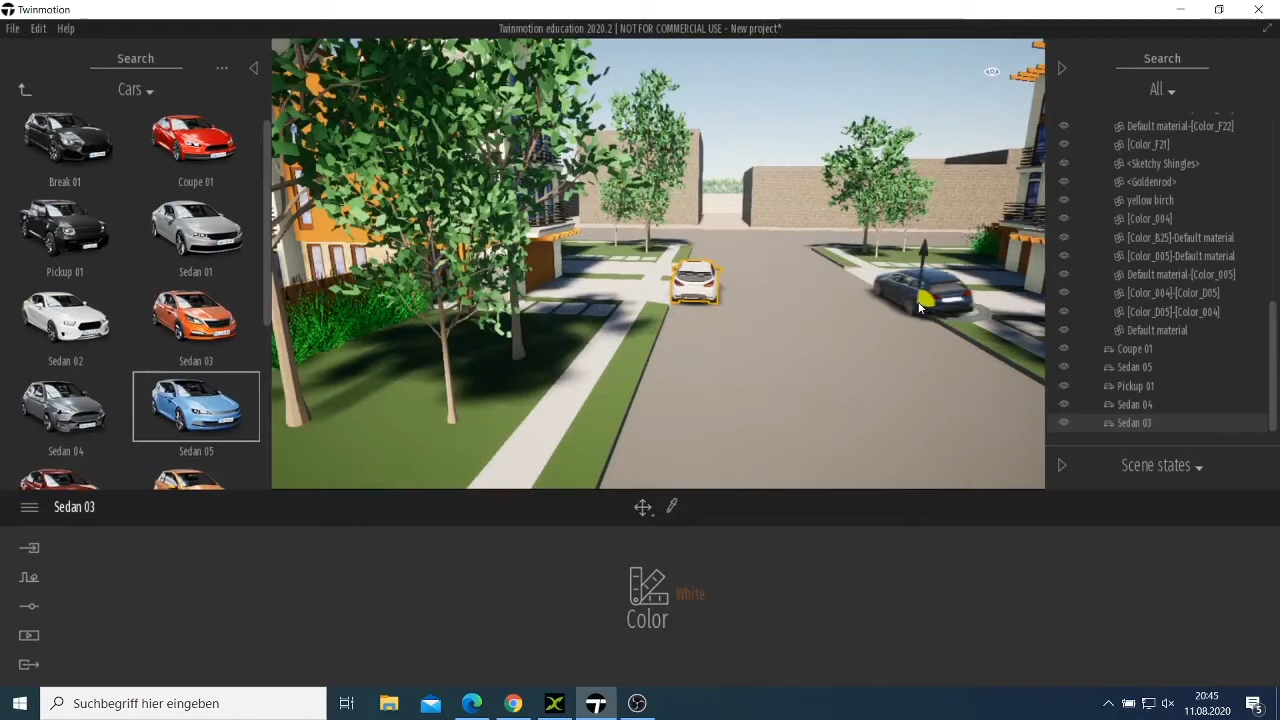 Twinmotion
File Edit Help
Twinmotion education 2020.2 | NOT FOR COMMERCIAL USE - New project*
Search
...
Cars
Break 01
Coupe 01
Pickup 01
Sedan 01
Sedan 02
Sedan 03
Sedan 04
Sedan 05
Search
All
Default material-[Color_F22]
[Color_F21]
<Sketchy Shingles>
<Goldenrod>
yellow birch
[Color_004]
[Color_B25]-Default material
[Color_005]-Default material
Default material-[Color_005]
[Color_004]-[Color_D05]
[Color_D05]-[Color_004]
Default material
Coupe 01
Sedan 05
Pickup 01
Sedan 04
Sedan 03
Scene states
Sedan 03
White
Color
Suchbegriff hier eingeben
20:45
11.08.2020
5